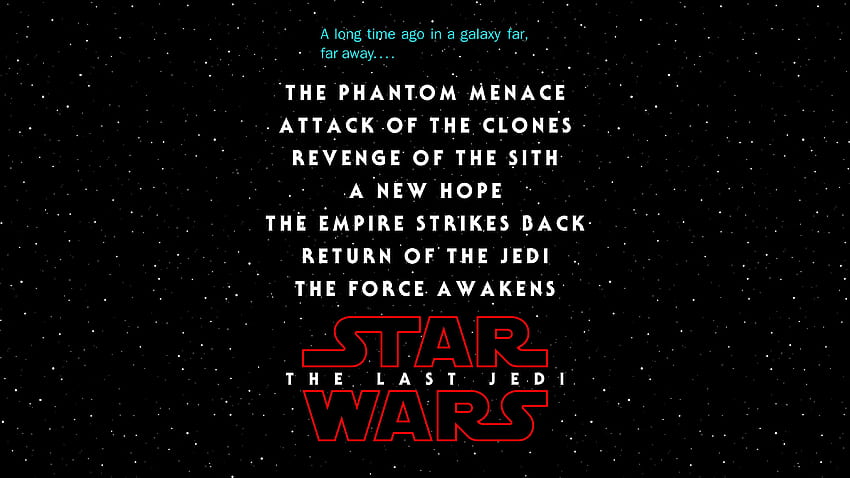 A long time ago in a galaxy far,
far away....
THE PHANTOM MENACE
ATTACK OF THE CLONES
REVENGE OF THE SITH
A NEW HOPE
THE EMPIRE STRIKES BACK
RETURN OF THE JEDI
THE FORCE AWAKENS
STAR
THE LAST JEDI
WARS